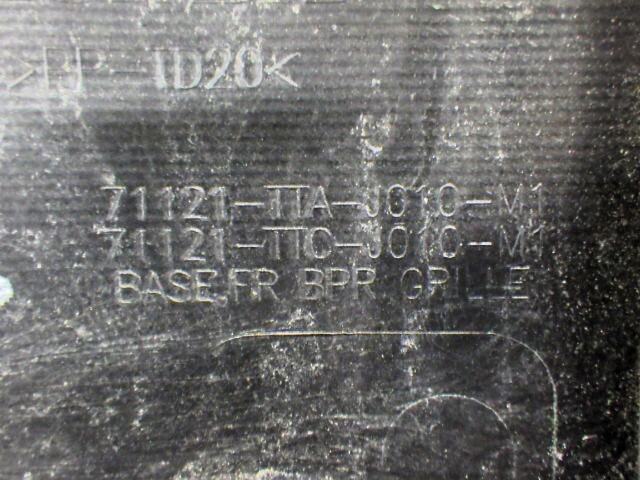 >PP-TD20<
71121-TTA-J010-M1
71121-TTC-J010-M1
BASE,FR BPR GRILLE